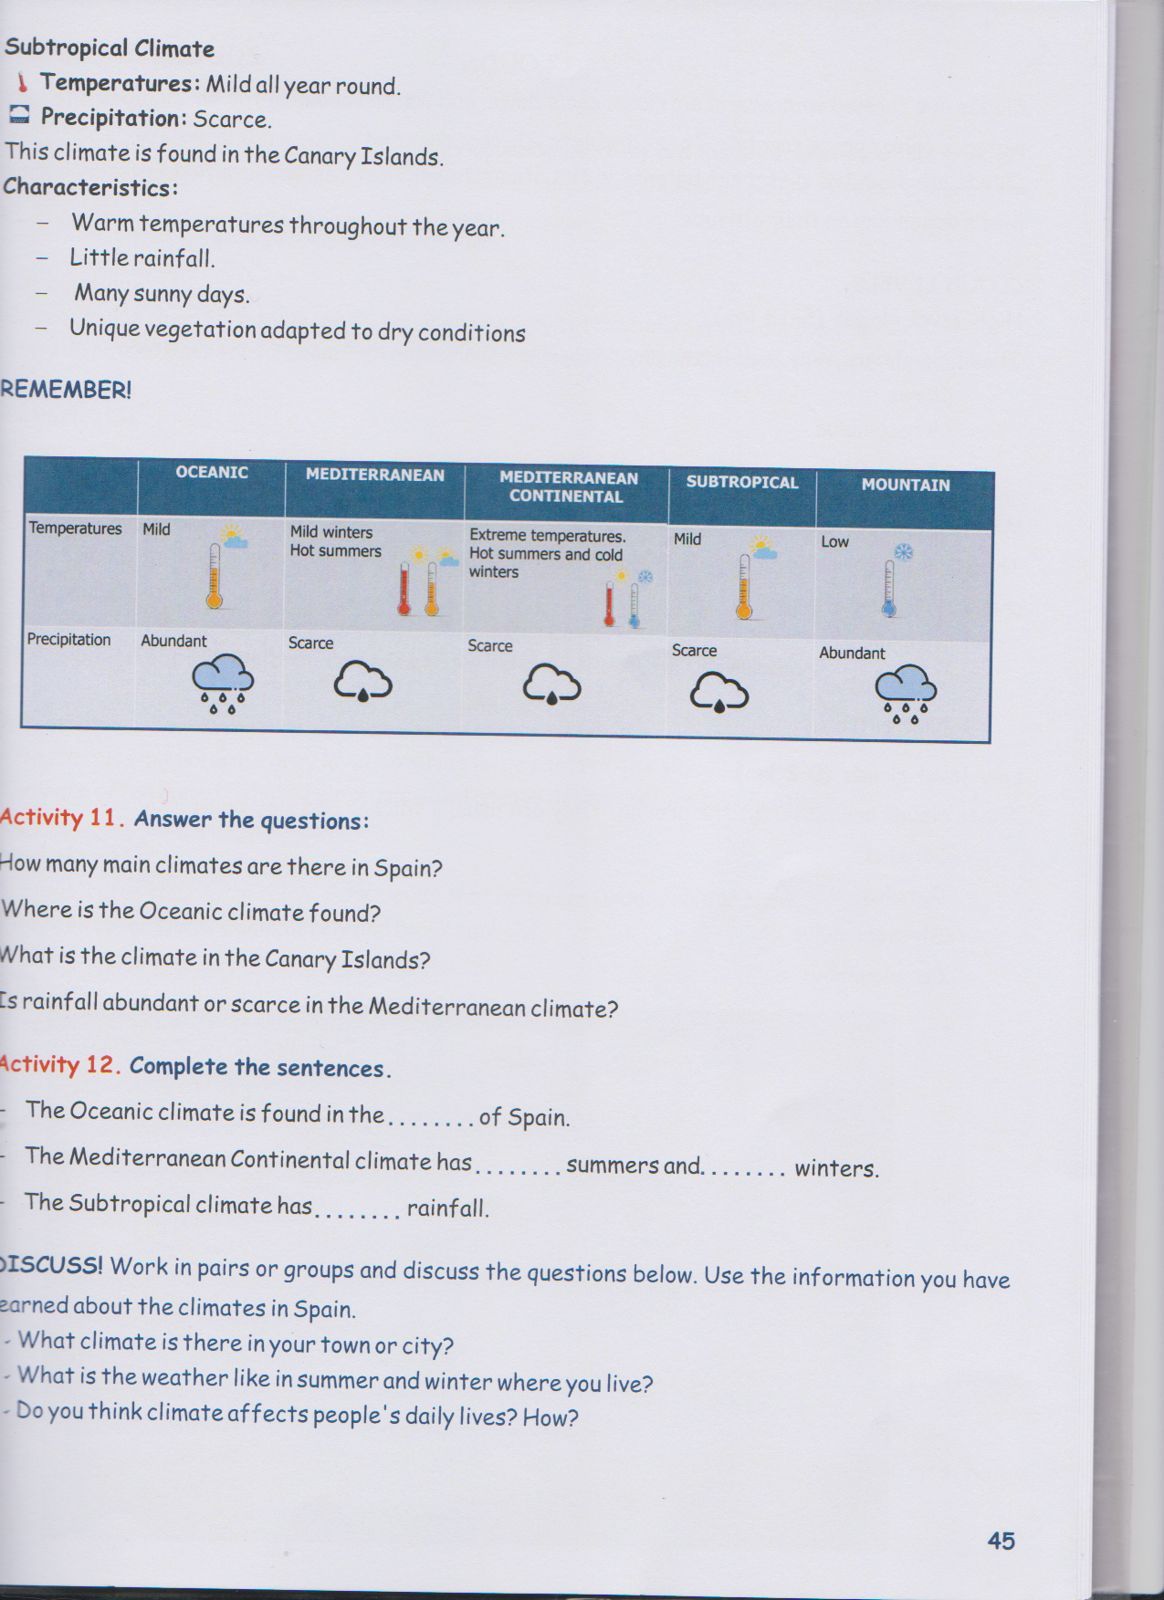 Subtropical Climate
Temperatures: Mild all year round.
Precipitation: Scarce.
This climate is found in the Canary Islands.
Characteristics:
– Warm temperatures throughout the year.
– Little rainfall.
– Many sunny days.
– Unique vegetation adapted to dry conditions
REMEMBER!
OCEANIC MEDITERRANEAN MEDITERRANEAN CONTINENTAL SUBTROPICAL MOUNTAIN
Temperatures Mild Mild winters Hot summers Extreme temperatures. Hot summers and cold winters Mild Low
Precipitation Abundant Scarce Scarce Scarce Abundant
Activity 11. Answer the questions:
How many main climates are there in Spain?
Where is the Oceanic climate found?
What is the climate in the Canary Islands?
Is rainfall abundant or scarce in the Mediterranean climate?
Activity 12. Complete the sentences.
- The Oceanic climate is found in the ........ of Spain.
- The Mediterranean Continental climate has ........ summers and ........ winters.
- The Subtropical climate has ........ rainfall.
DISCUSS! Work in pairs or groups and discuss the questions below. Use the information you have
earned about the climates in Spain.
- What climate is there in your town or city?
- What is the weather like in summer and winter where you live?
- Do you think climate affects people's daily lives? How?
45